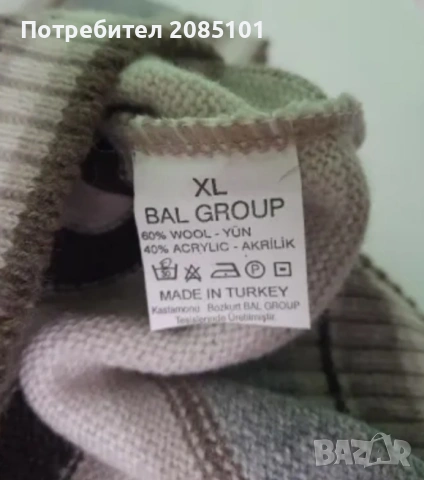 Потребител 2085101
XL
BAL GROUP
60% WOOL - YÜN
40% ACRYLIC - AKRİLİK
P
MADE IN TURKEY
Kastamonu Bozkurt BAL GROUP
Tesislerinde Üretilmiştir.
BAZAR